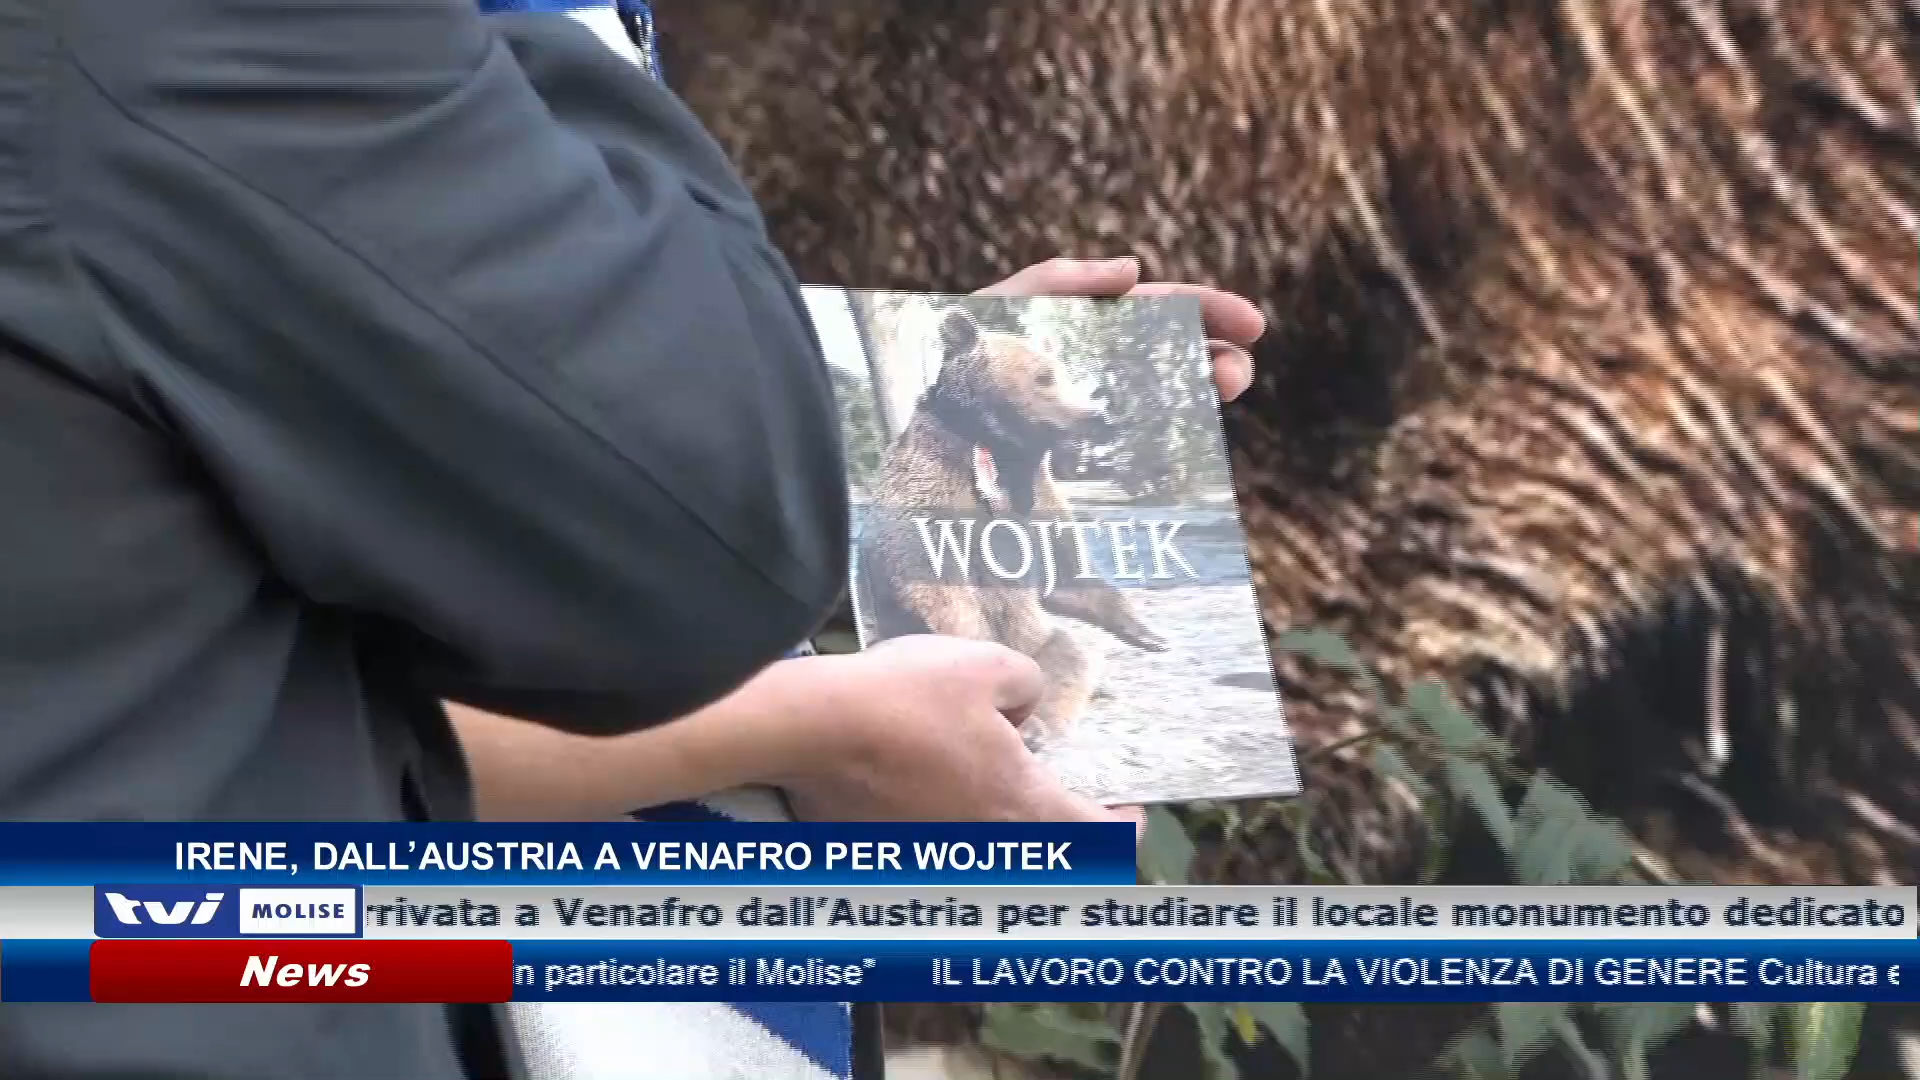 WOJTEK
IRENE, DALL'AUSTRIA A VENAFRO PER WOJTEK
tvi MOLISE rrivata a Venafro dall'Austria per studiare il locale monumento dedicato
News in particolare il Molise" IL LAVORO CONTRO LA VIOLENZA DI GENERE Cultura e